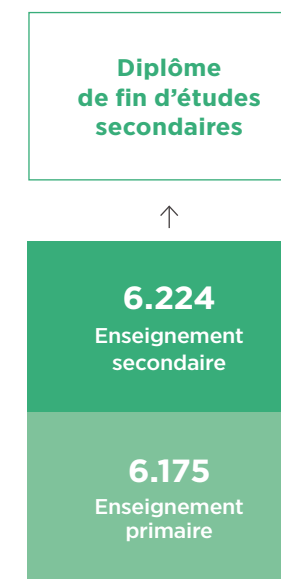 Diplôme
de fin d’études
secondaires
6.224
Enseignement
secondaire
6.175
Enseignement
primaire